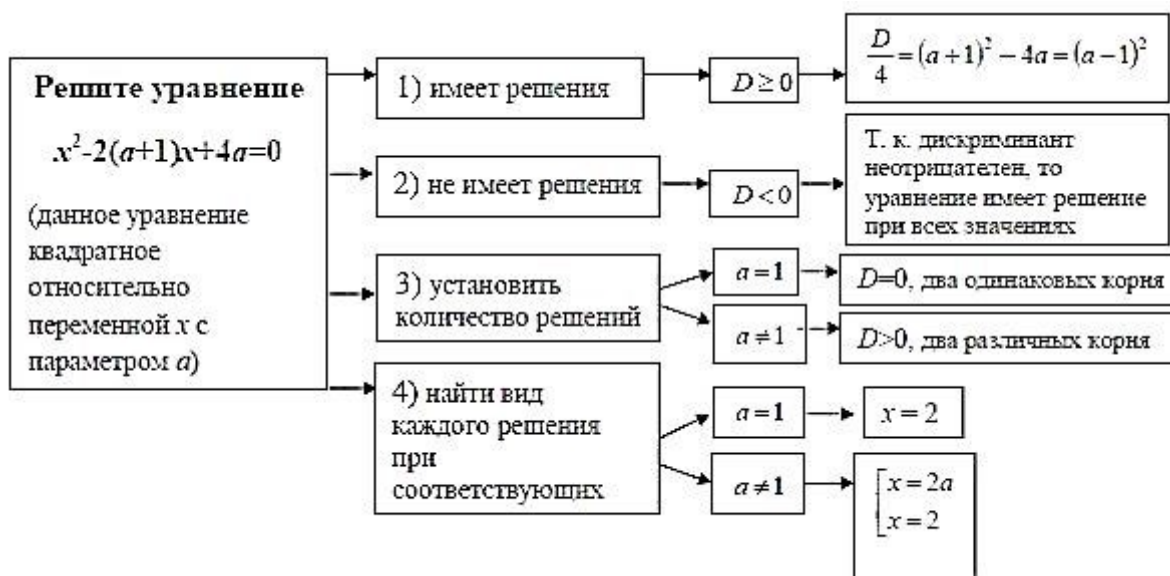 Решите уравнение
x²-2(a+1)x+4a=0
(данное уравнение
квадратное
относительно
переменной x с
параметром a)
1) имеет решения
D ≥ 0
D/4 = (a+1)² − 4a = (a−1)²
2) не имеет решения
D < 0
Т. к. дискриминант
неотрицателен, то
уравнение имеет решение
при всех значениях
3) установить
количество решений
a = 1
D=0, два одинаковых корня
a ≠ 1
D>0, два различных корня
4) найти вид
каждого решения
при
соответствующих
a = 1
x = 2
a ≠ 1
[x = 2a
x = 2